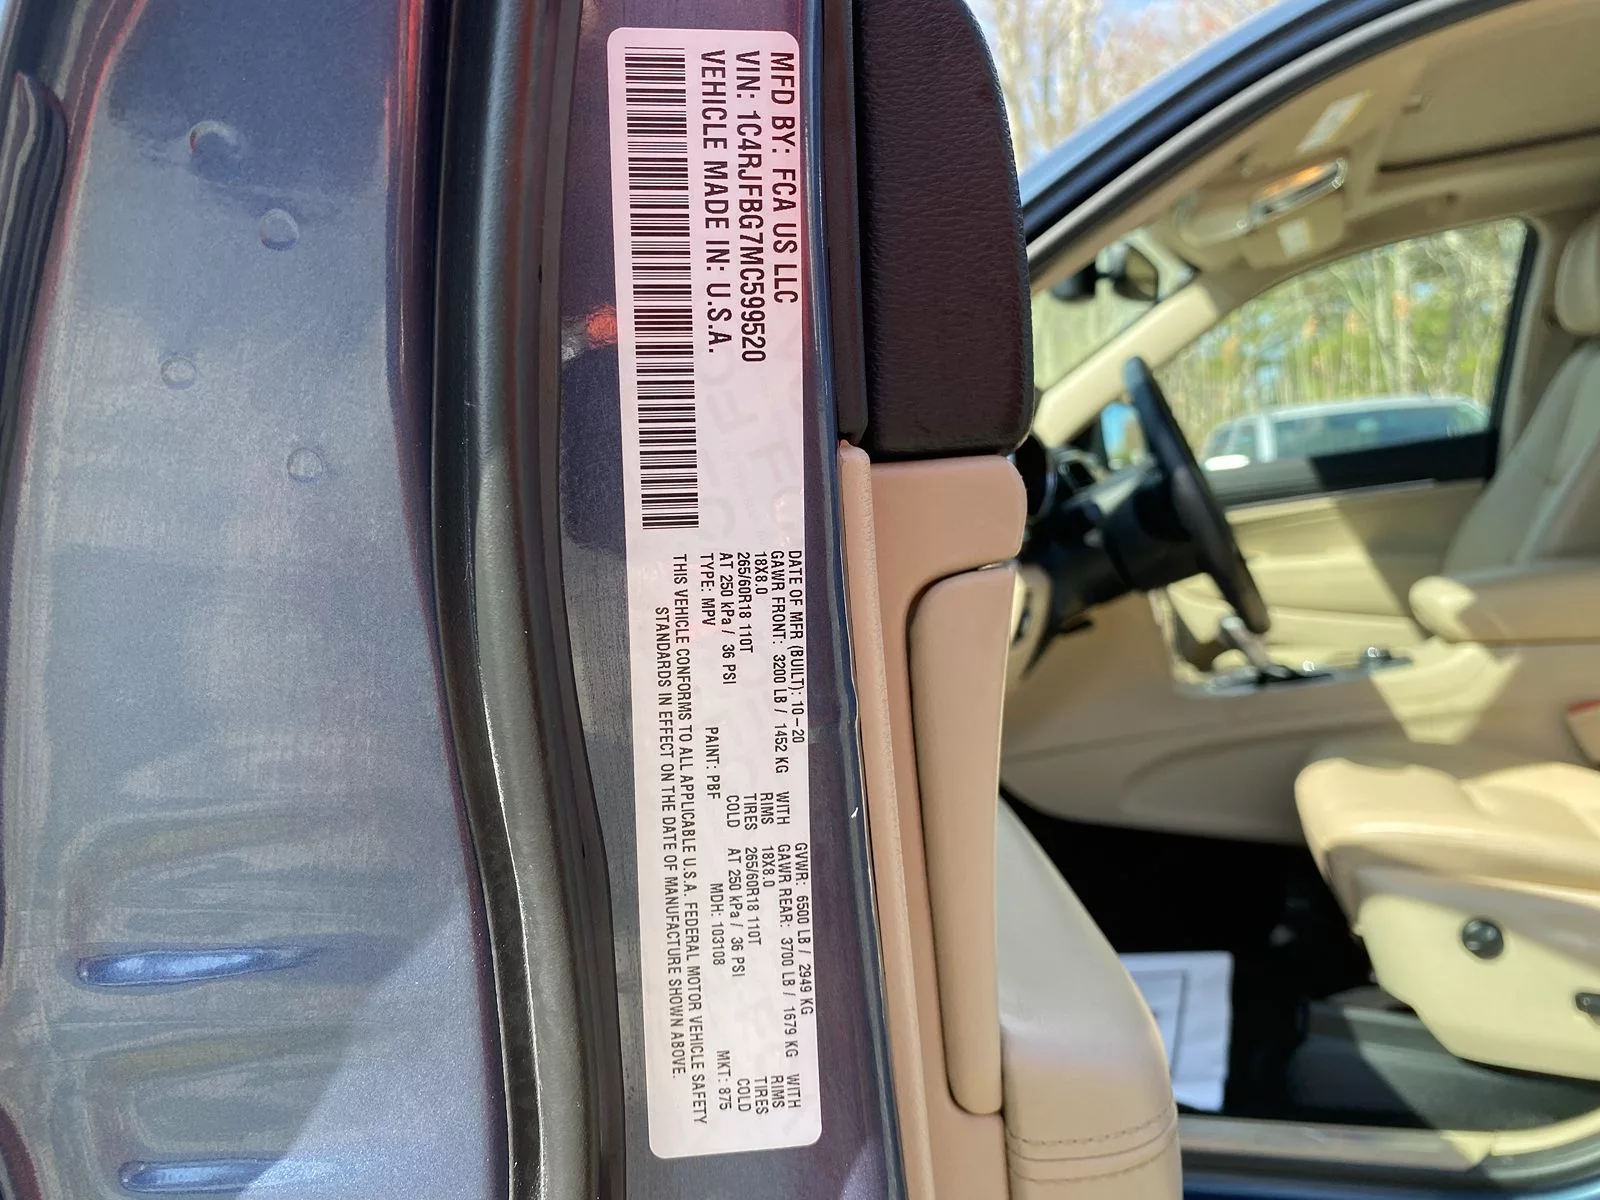 MFD BY: FCA US LLC
VIN: 1C4RJFBG7MC599520
VEHICLE MADE IN: U.S.A.
DATE OF MFR (BUILT): 10-20 GVWR: 6500 LB / 2949 KG
GAWR FRONT: 3200 LB / 1452 KG WITH GAWR REAR: 3700 LB / 1679 KG WITH
18X8.0 RIMS 18X8.0 RIMS
265/60R18 110T TIRES 265/60R18 110T TIRES
AT 250 kPa / 36 PSI COLD AT 250 kPa / 36 PSI COLD
TYPE: MPV PAINT: PBF MDH: 103108 MKT: 875
THIS VEHICLE CONFORMS TO ALL APPLICABLE U.S.A. FEDERAL MOTOR VEHICLE SAFETY
STANDARDS IN EFFECT ON THE DATE OF MANUFACTURE SHOWN ABOVE.